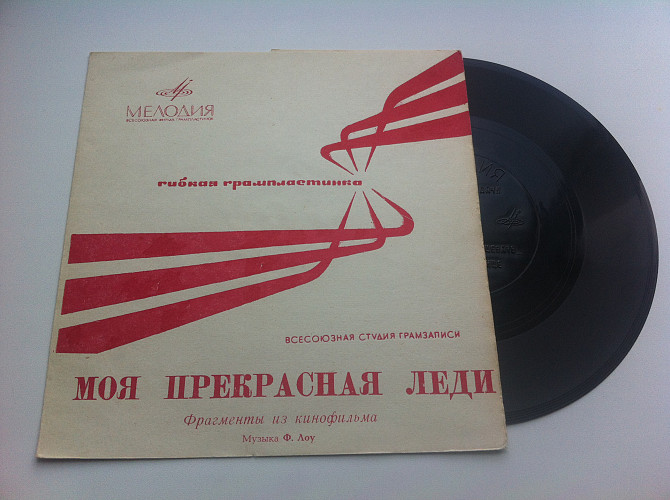 МЕЛОДИЯ
ВСЕСОЮЗНАЯ ФИРМА ГРАМПЛАСТИНОК
гибкая грампластинка
ВСЕСОЮЗНАЯ СТУДИЯ ГРАМЗАПИСИ
МОЯ ПРЕКРАСНАЯ ЛЕДИ
Фрагменты из кинофильма
Музыка Ф. Лоу